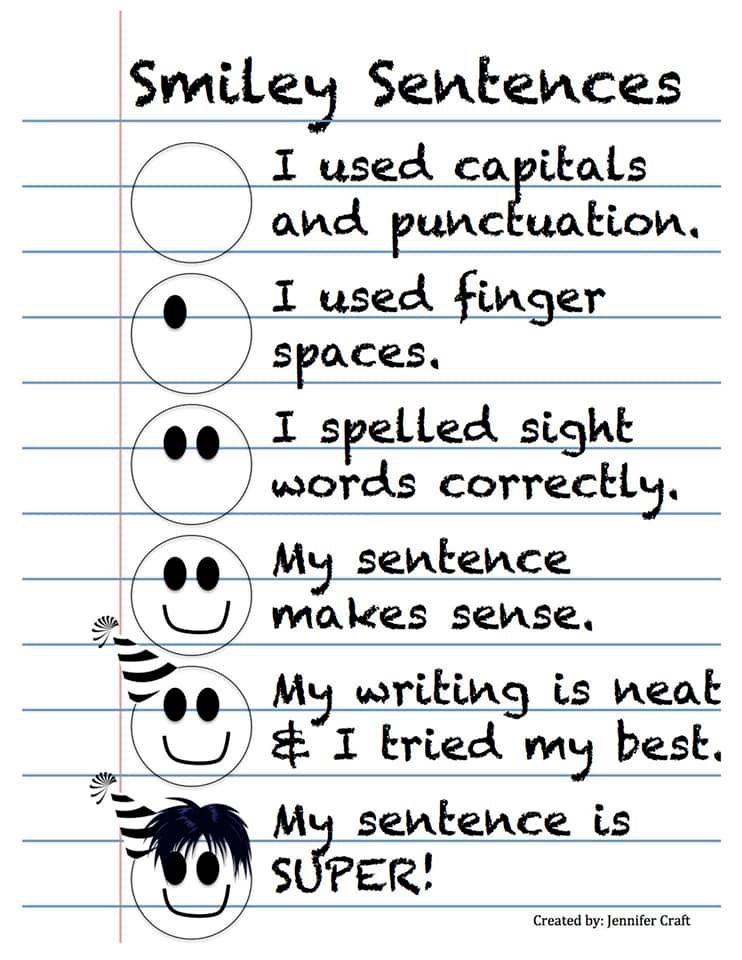 Smiley Sentences
I used capitals
and punctuation.
I used finger
spaces.
I spelled sight
words correctly.
My sentence
makes sense.
My writing is neat
& I tried my best.
My sentence is
SUPER!
Created by: Jennifer Craft